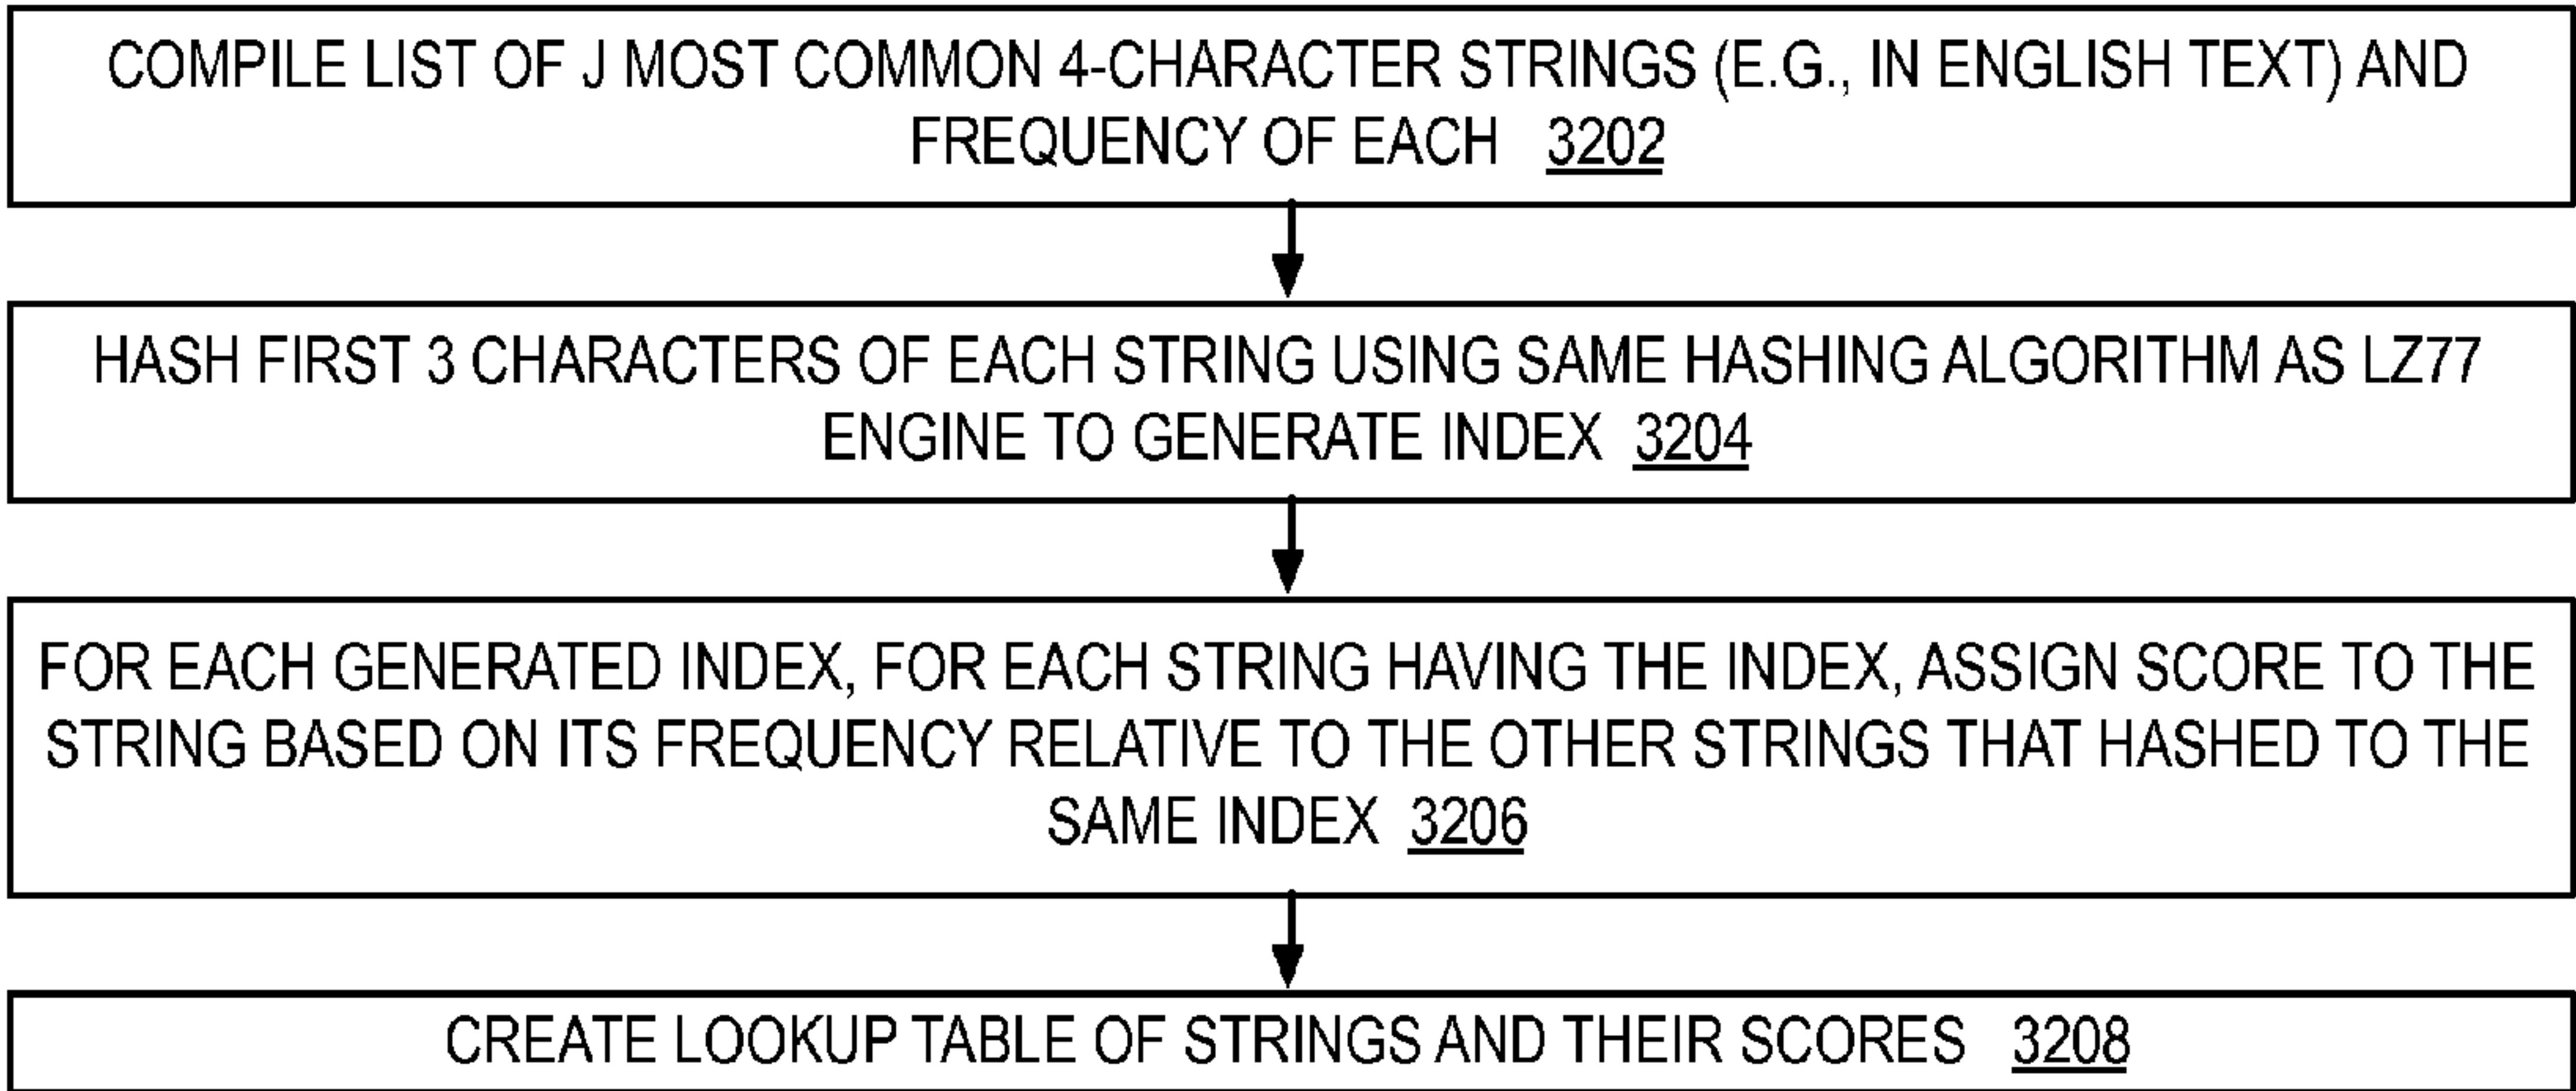 COMPILE LIST OF J MOST COMMON 4-CHARACTER STRINGS (E.G., IN ENGLISH TEXT) AND
FREQUENCY OF EACH 3202
HASH FIRST 3 CHARACTERS OF EACH STRING USING SAME HASHING ALGORITHM AS LZ77
ENGINE TO GENERATE INDEX 3204
FOR EACH GENERATED INDEX, FOR EACH STRING HAVING THE INDEX, ASSIGN SCORE TO THE
STRING BASED ON ITS FREQUENCY RELATIVE TO THE OTHER STRINGS THAT HASHED TO THE
SAME INDEX 3206
CREATE LOOKUP TABLE OF STRINGS AND THEIR SCORES 3208